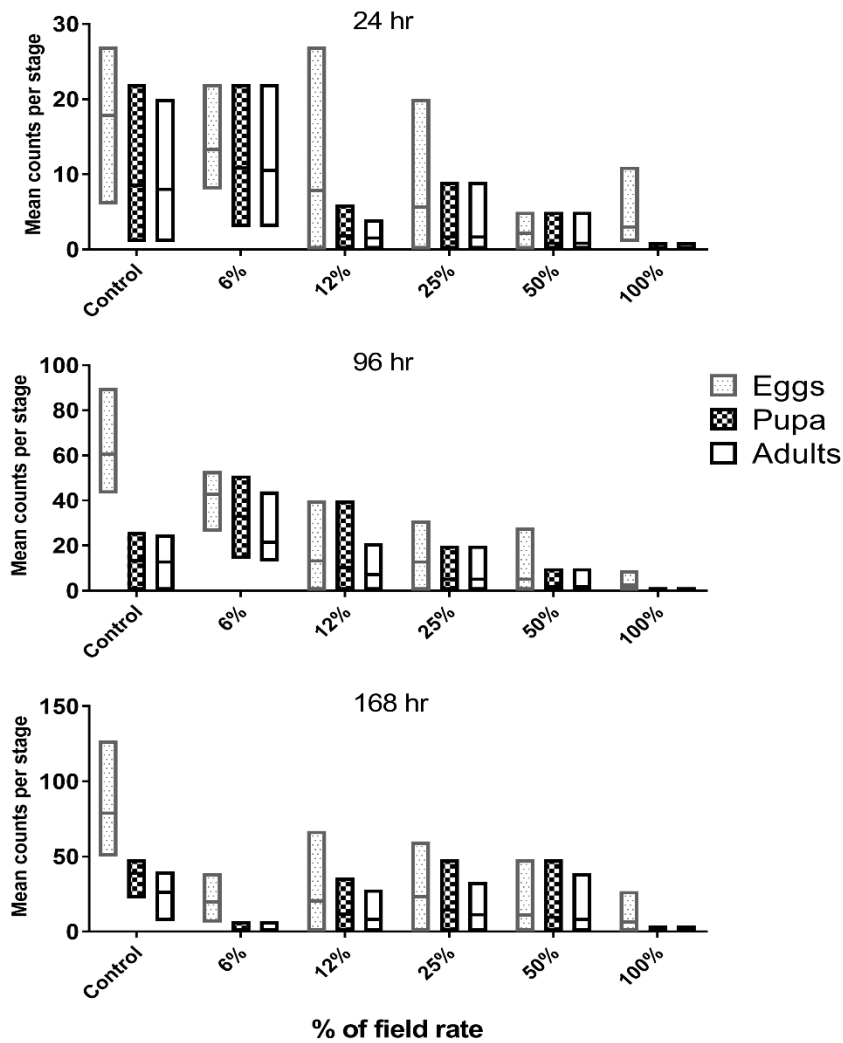 24 hr
Mean counts per stage
30
20
10
0
Control
6%
12%
25%
50%
100%
96 hr
Mean counts per stage
100
80
60
40
20
0
Control
6%
12%
25%
50%
100%
Eggs
Pupa
Adults
168 hr
Mean counts per stage
150
100
50
0
Control
6%
12%
25%
50%
100%
% of field rate